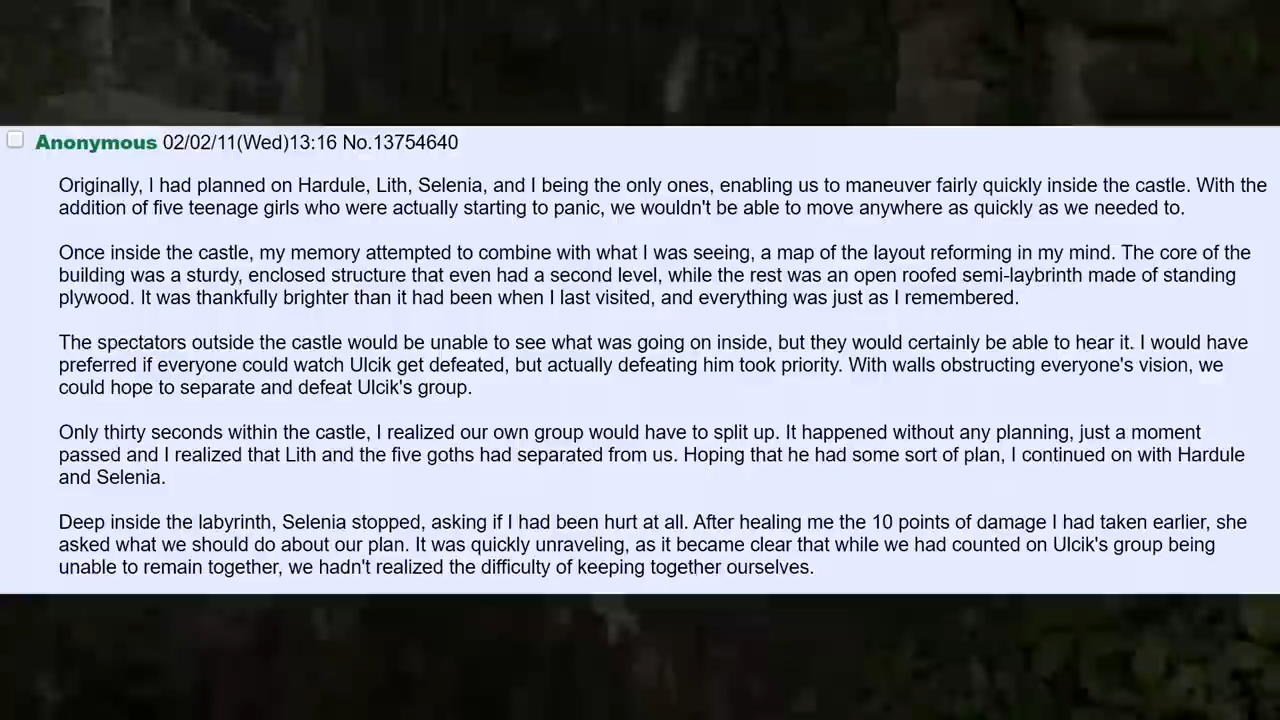 Anonymous 02/02/11(Wed)13:16 No.13754640
Originally, I had planned on Hardule, Lith, Selenia, and I being the only ones, enabling us to maneuver fairly quickly inside the castle. With the
addition of five teenage girls who were actually starting to panic, we wouldn't be able to move anywhere as quickly as we needed to.
Once inside the castle, my memory attempted to combine with what I was seeing, a map of the layout reforming in my mind. The core of the
building was a sturdy, enclosed structure that even had a second level, while the rest was an open roofed semi-laybrinth made of standing
plywood. It was thankfully brighter than it had been when I last visited, and everything was just as I remembered.
The spectators outside the castle would be unable to see what was going on inside, but they would certainly be able to hear it. I would have
preferred if everyone could watch Ulcik get defeated, but actually defeating him took priority. With walls obstructing everyone's vision, we
could hope to separate and defeat Ulcik's group.
Only thirty seconds within the castle, I realized our own group would have to split up. It happened without any planning, just a moment
passed and I realized that Lith and the five goths had separated from us. Hoping that he had some sort of plan, I continued on with Hardule
and Selenia.
Deep inside the labyrinth, Selenia stopped, asking if I had been hurt at all. After healing me the 10 points of damage I had taken earlier, she
asked what we should do about our plan. It was quickly unraveling, as it became clear that while we had counted on Ulcik's group being
unable to remain together, we hadn't realized the difficulty of keeping together ourselves.